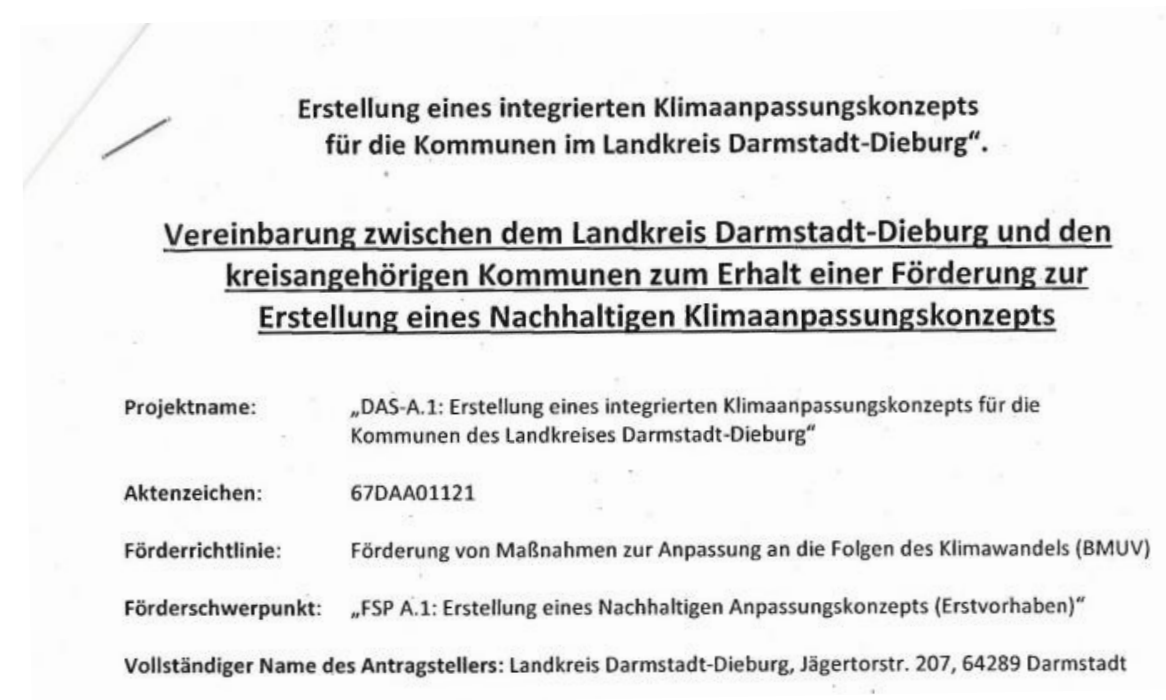 Erstellung eines integrierten Klimaanpassungskonzepts
für die Kommunen im Landkreis Darmstadt-Dieburg“.
Vereinbarung zwischen dem Landkreis Darmstadt-Dieburg und den
kreisangehörigen Kommunen zum Erhalt einer Förderung zur
Erstellung eines Nachhaltigen Klimaanpassungskonzepts
Projektname: „DAS-A.1: Erstellung eines integrierten Klimaanpassungskonzepts für die
Kommunen des Landkreises Darmstadt-Dieburg“
Aktenzeichen: 67DAA01121
Förderrichtlinie: Förderung von Maßnahmen zur Anpassung an die Folgen des Klimawandels (BMUV)
Förderschwerpunkt: „FSP A.1: Erstellung eines Nachhaltigen Anpassungskonzepts (Erstvorhaben)“
Vollständiger Name des Antragstellers: Landkreis Darmstadt-Dieburg, Jägertorstr. 207, 64289 Darmstadt